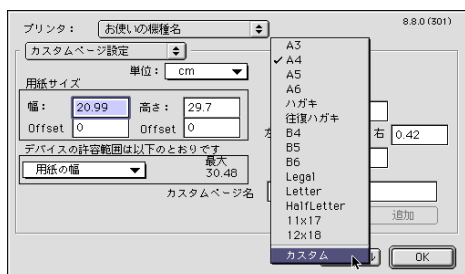 8.8.0 (301)
プリンタ： お使いの機種名
カスタムページ設定
単位： cm
用紙サイズ
幅： 20.99 高さ： 29.7
Offset 0 Offset 0
右 0.42
デバイスの許容範囲は以下のとおりです
用紙の幅
最大
30.48
カスタムページ名
追加
OK
A3
✓A4
A5
A6
ハガキ
往復ハガキ
B4
B5
B6
Legal
Letter
HalfLetter
11x17
12x18
カスタム